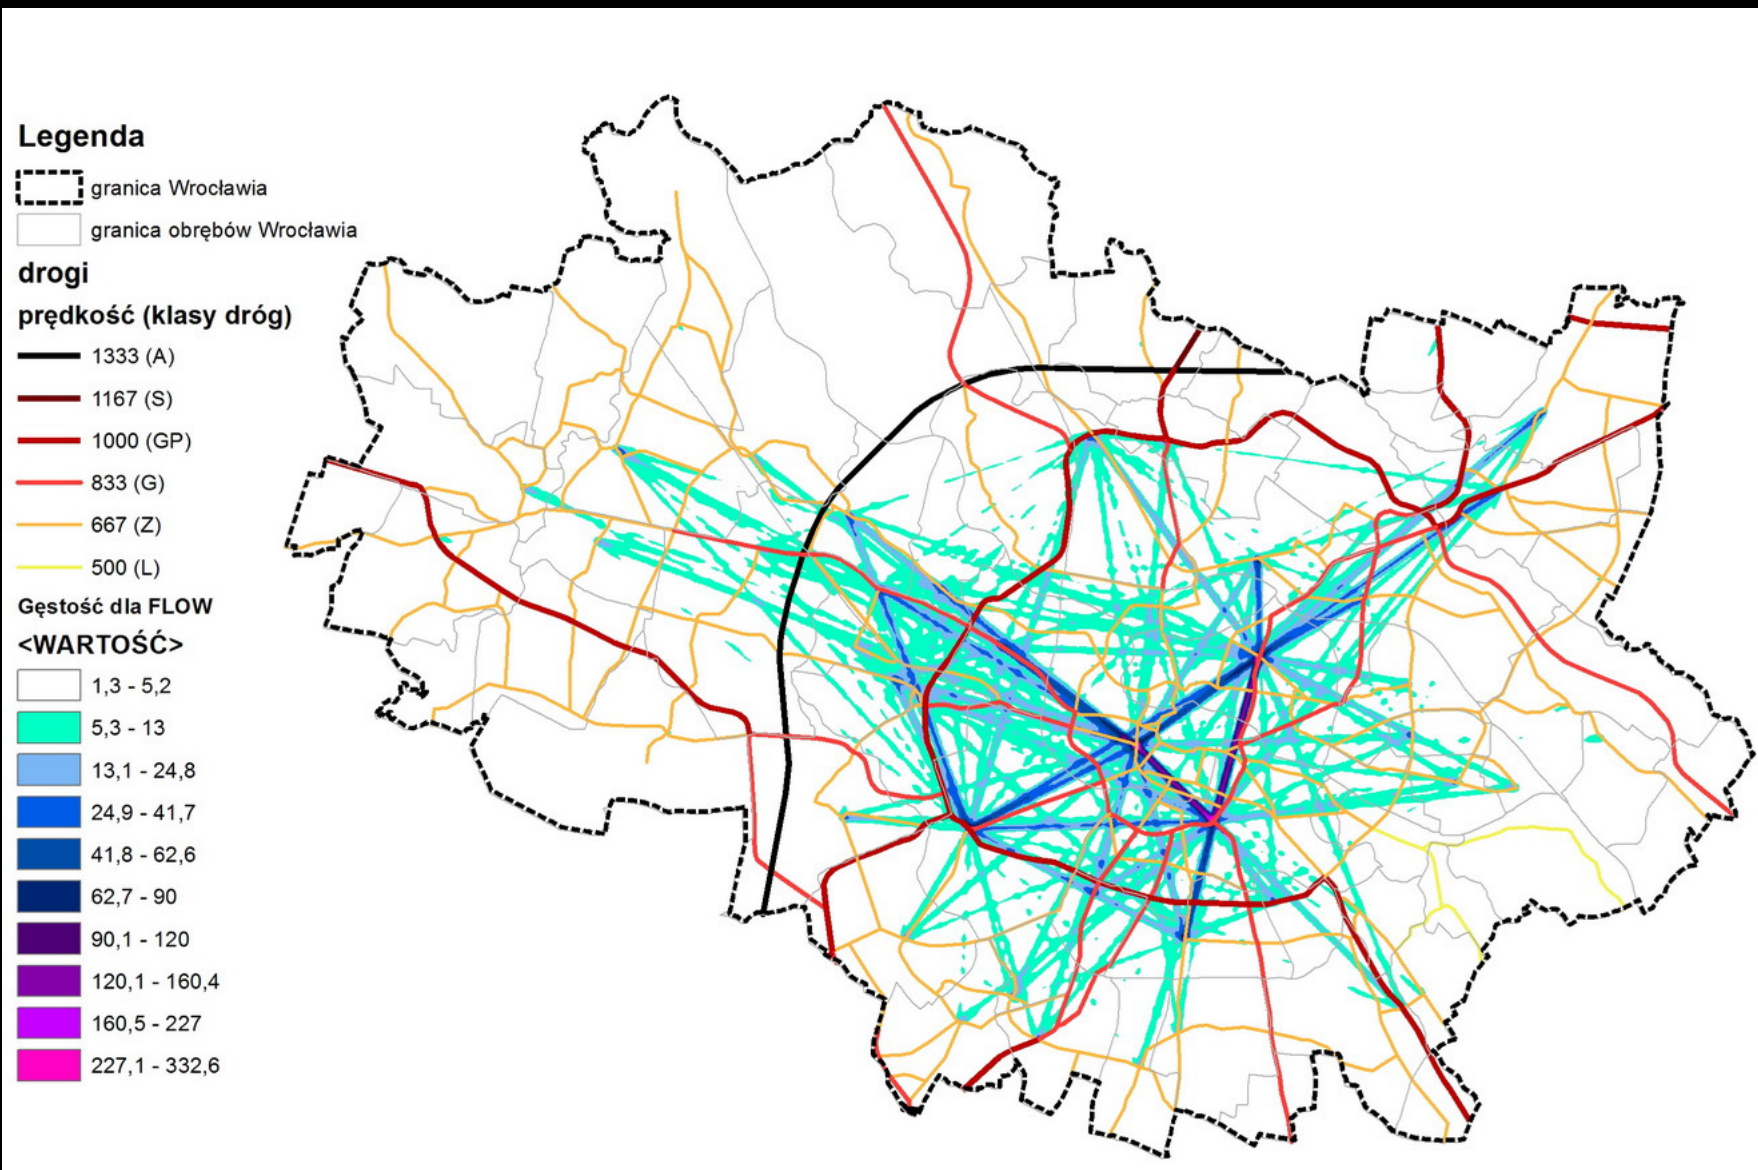 Legenda
granica Wrocławia
granica obrębów Wrocławia
drogi
prędkość (klasy dróg)
1333 (A)
1167 (S)
1000 (GP)
833 (G)
667 (Z)
500 (L)
Gęstość dla FLOW
<WARTOŚĆ>
1,3 - 5,2
5,3 - 13
13,1 - 24,8
24,9 - 41,7
41,8 - 62,6
62,7 - 90
90,1 - 120
120,1 - 160,4
160,5 - 227
227,1 - 332,6